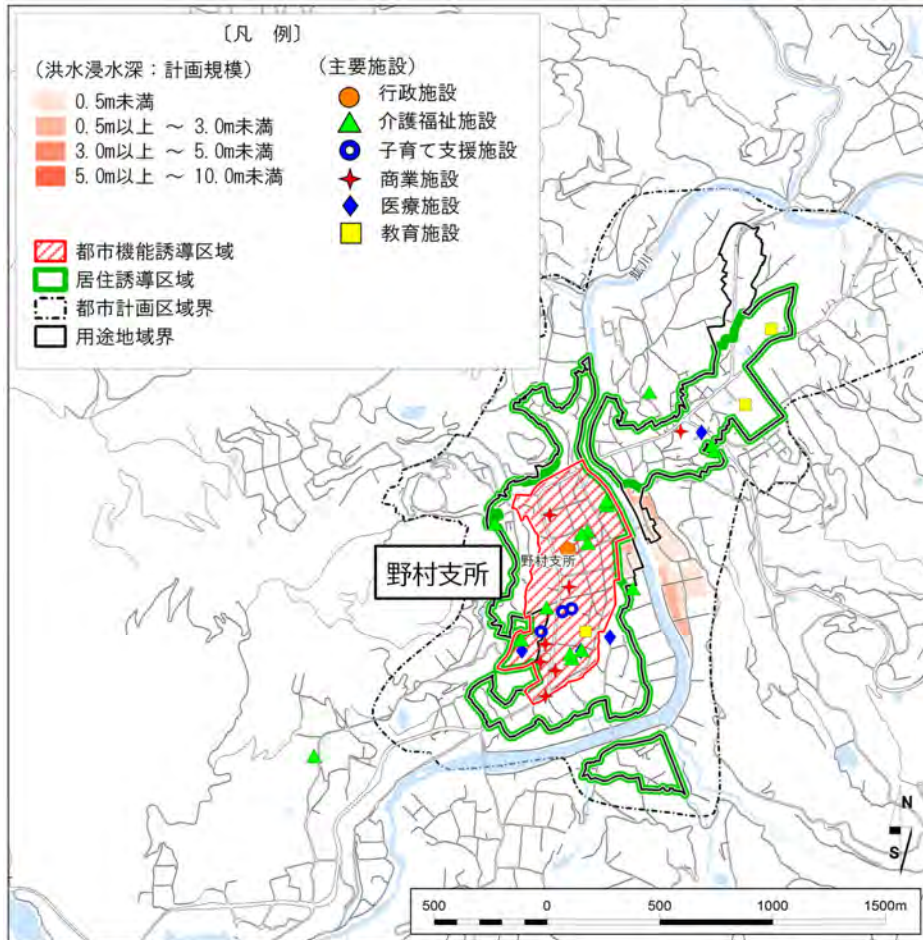 〔凡 例〕
(洪水浸水深：計画規模)
0.5m未満
0.5m以上 ～ 3.0m未満
3.0m以上 ～ 5.0m未満
5.0m以上 ～ 10.0m未満
都市機能誘導区域
居住誘導区域
都市計画区域界
用途地域界
(主要施設)
行政施設
介護福祉施設
子育て支援施設
商業施設
医療施設
教育施設
肱川
野村支所
野村支所
N
S
500 0 500 1000 1500m